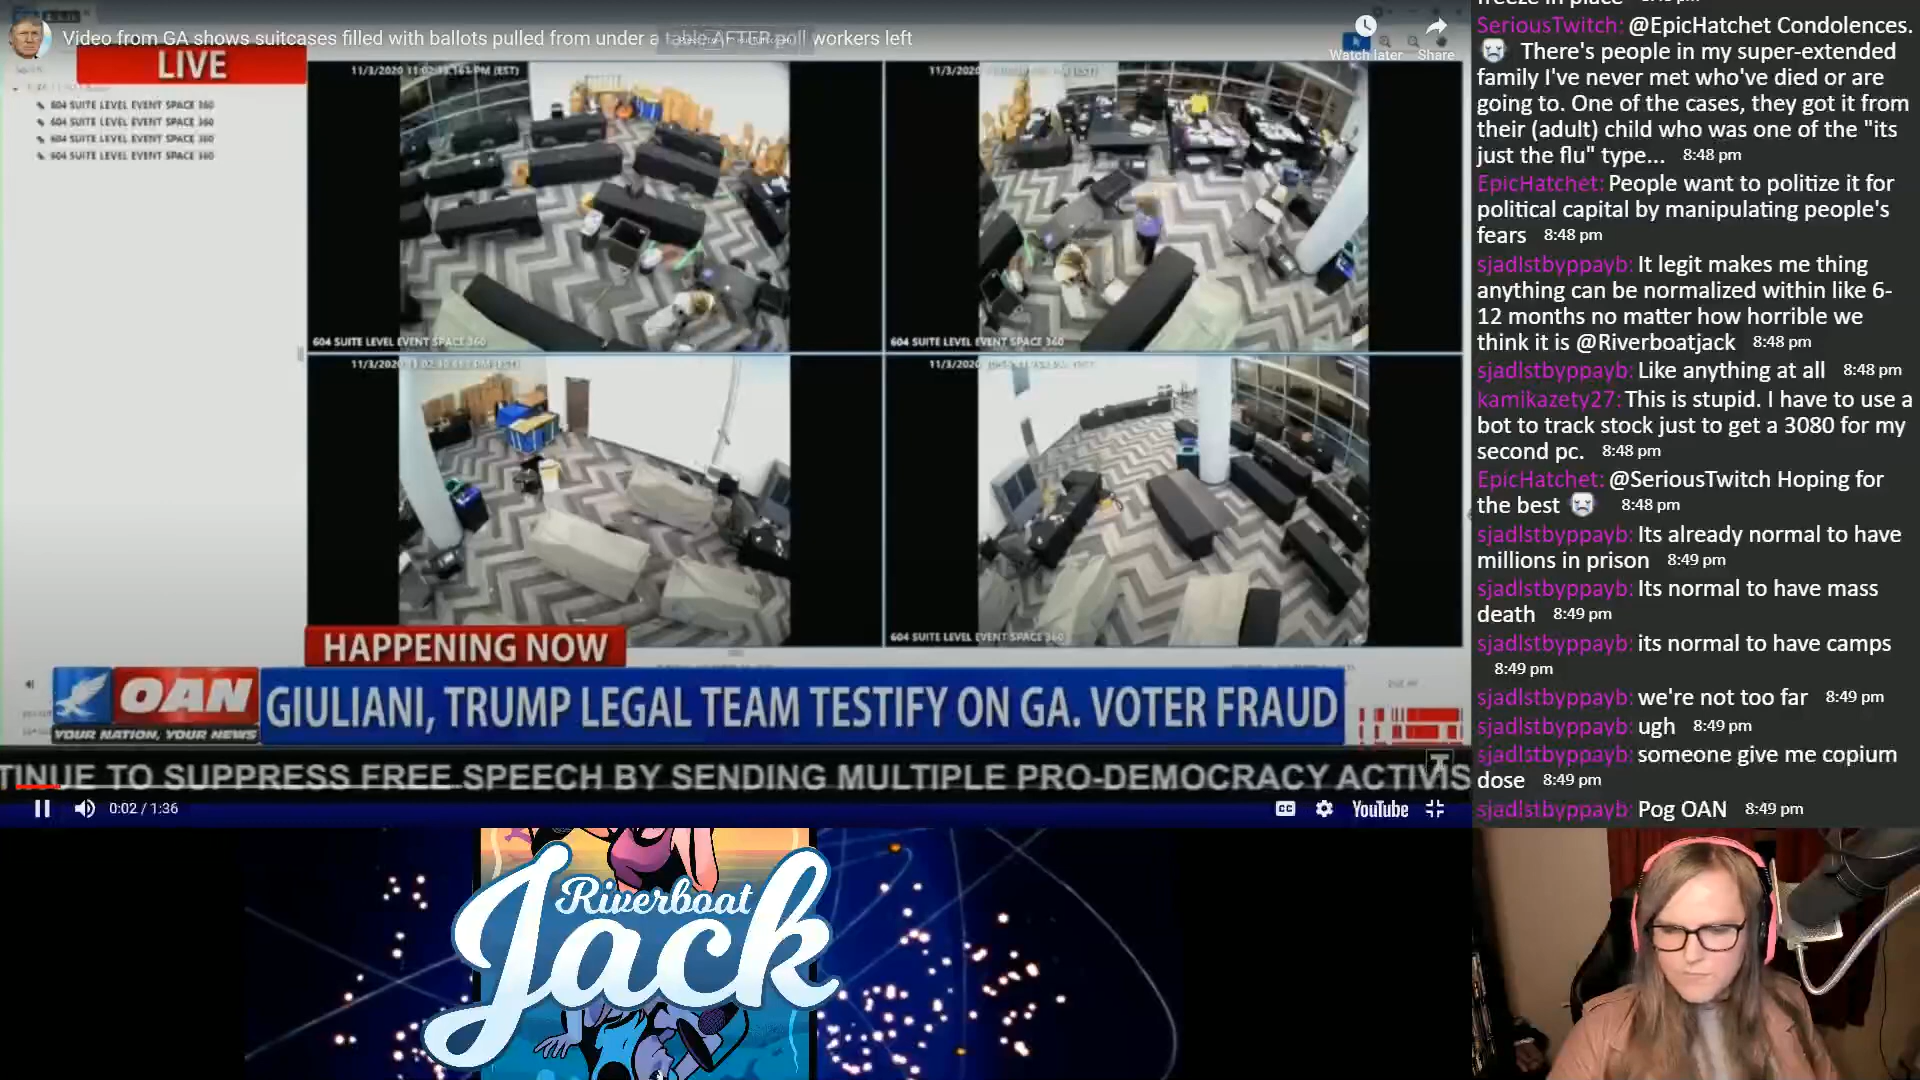 Video from GA shows suitcases filled with ballots pulled from under a table AFTER poll workers left
Watch later
Share
LIVE
604 SUITE LEVEL EVENT SPACE 360
604 SUITE LEVEL EVENT SPACE 360
604 SUITE LEVEL EVENT SPACE 360
604 SUITE LEVEL EVENT SPACE 360
11/3/2020
11/3/2020
604 SUITE LEVEL EVENT SPACE 360
604 SUITE LEVEL EVENT SPACE 360
11/3/2020
11/3/2020
604 SUITE LEVEL EVENT SPACE 360
HAPPENING NOW
OAN
YOUR NATION, YOUR NEWS
GIULIANI, TRUMP LEGAL TEAM TESTIFY ON GA. VOTER FRAUD
TINUE TO SUPPRESS FREE SPEECH BY SENDING MULTIPLE PRO-DEMOCRACY ACTIVIS
0:02 / 1:36
CC
YouTube
Riverboat
Jack
SeriousTwitch: @EpicHatchet Condolences.
There's people in my super-extended
family I've never met who've died or are
going to. One of the cases, they got it from
their (adult) child who was one of the "its
just the flu" type... 8:48 pm
EpicHatchet: People want to politize it for
political capital by manipulating people's
fears 8:48 pm
sjadlstbyppayb: It legit makes me thing
anything can be normalized within like 6-
12 months no matter how horrible we
think it is @Riverboatjack 8:48 pm
sjadlstbyppayb: Like anything at all 8:48 pm
kamikazety27: This is stupid. I have to use a
bot to track stock just to get a 3080 for my
second pc. 8:48 pm
EpicHatchet: @SeriousTwitch Hoping for
the best 8:48 pm
sjadlstbyppayb: Its already normal to have
millions in prison 8:49 pm
sjadlstbyppayb: Its normal to have mass
death 8:49 pm
sjadlstbyppayb: its normal to have camps
8:49 pm
sjadlstbyppayb: we're not too far 8:49 pm
sjadlstbyppayb: ugh 8:49 pm
sjadlstbyppayb: someone give me copium
dose 8:49 pm
sjadlstbyppayb: Pog OAN 8:49 pm